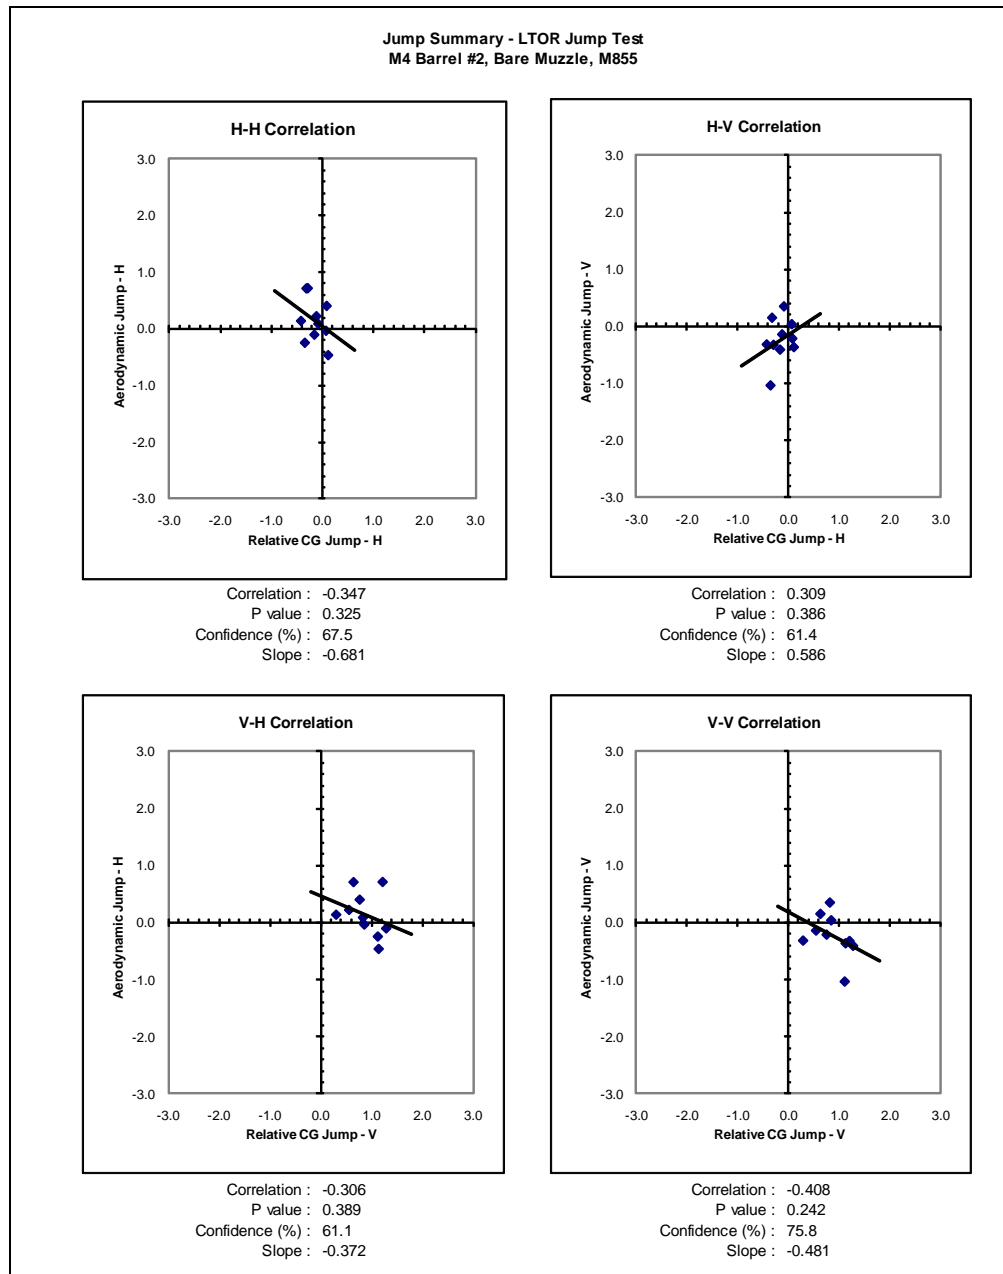 Jump Summary - LTOR Jump Test
M4 Barrel #2, Bare Muzzle, M855
H-H Correlation
3.0
2.0
1.0
0.0
-1.0
-2.0
-3.0
-3.0 -2.0 -1.0 0.0 1.0 2.0 3.0
Aerodynamic Jump - H
Relative CG Jump - H
Correlation : -0.347
P value : 0.325
Confidence (%) : 67.5
Slope : -0.681
H-V Correlation
3.0
2.0
1.0
0.0
-1.0
-2.0
-3.0
-3.0 -2.0 -1.0 0.0 1.0 2.0 3.0
Aerodynamic Jump - V
Relative CG Jump - H
Correlation : 0.309
P value : 0.386
Confidence (%) : 61.4
Slope : 0.586
V-H Correlation
3.0
2.0
1.0
0.0
-1.0
-2.0
-3.0
-3.0 -2.0 -1.0 0.0 1.0 2.0 3.0
Aerodynamic Jump - H
Relative CG Jump - V
Correlation : -0.306
P value : 0.389
Confidence (%) : 61.1
Slope : -0.372
V-V Correlation
3.0
2.0
1.0
0.0
-1.0
-2.0
-3.0
-3.0 -2.0 -1.0 0.0 1.0 2.0 3.0
Aerodynamic Jump - V
Relative CG Jump - V
Correlation : -0.408
P value : 0.242
Confidence (%) : 75.8
Slope : -0.481